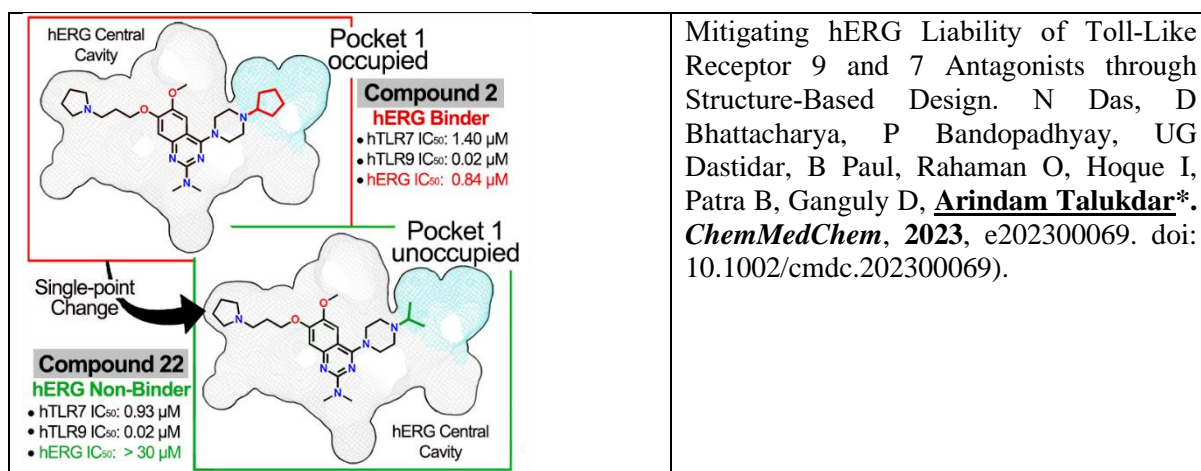 hERG Central
Cavity
Pocket 1
occupied
Compound 2
hERG Binder
• hTLR7 IC₅₀: 1.40 µM
• hTLR9 IC₅₀: 0.02 µM
• hERG IC₅₀: 0.84 µM
O
O
N
N
N
N
N
N
Pocket 1
unoccupied
Single-point
Change
O
O
N
N
N
N
N
N
Compound 22
hERG Non-Binder
• hTLR7 IC₅₀: 0.93 µM
• hTLR9 IC₅₀: 0.02 µM
• hERG IC₅₀: > 30 µM
hERG Central
Cavity
Mitigating hERG Liability of Toll-Like
Receptor 9 and 7 Antagonists through
Structure-Based Design. N Das, D
Bhattacharya, P Bandopadhyay, UG
Dastidar, B Paul, Rahaman O, Hoque I,
Patra B, Ganguly D, Arindam Talukdar*.
ChemMedChem, 2023, e202300069. doi:
10.1002/cmdc.202300069).